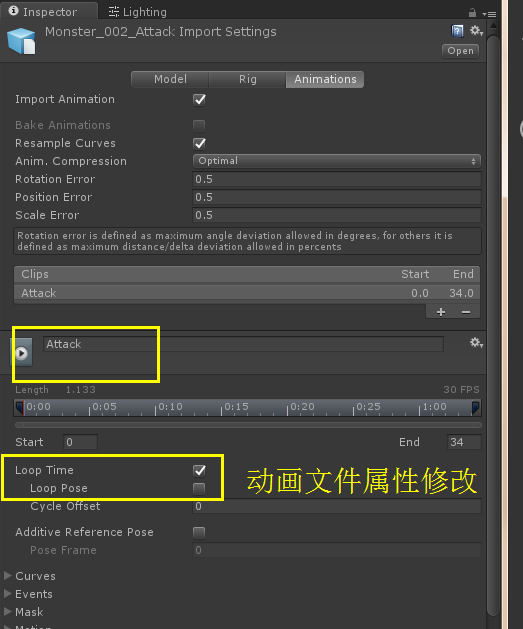 Inspector Lighting
Monster_002_Attack Import Settings
Open
Model Rig Animations
Import Animation
Bake Animations
Resample Curves
Anim. Compression Optimal
Rotation Error 0.5
Position Error 0.5
Scale Error 0.5
Rotation error is defined as maximum angle deviation allowed in degrees, for others it is
defined as maximum distance/delta deviation allowed in percents
Clips Start End
Attack 0.0 34.0
Attack
Length 1.133 30 FPS
0:00 0:05 0:10 0:15 0:20 0:25 1:00
Start 0 End 34
Loop Time
Loop Pose
动画文件属性修改
Cycle Offset 0
Additive Reference Pose
Pose Frame 0
Curves
Events
Mask
Motion